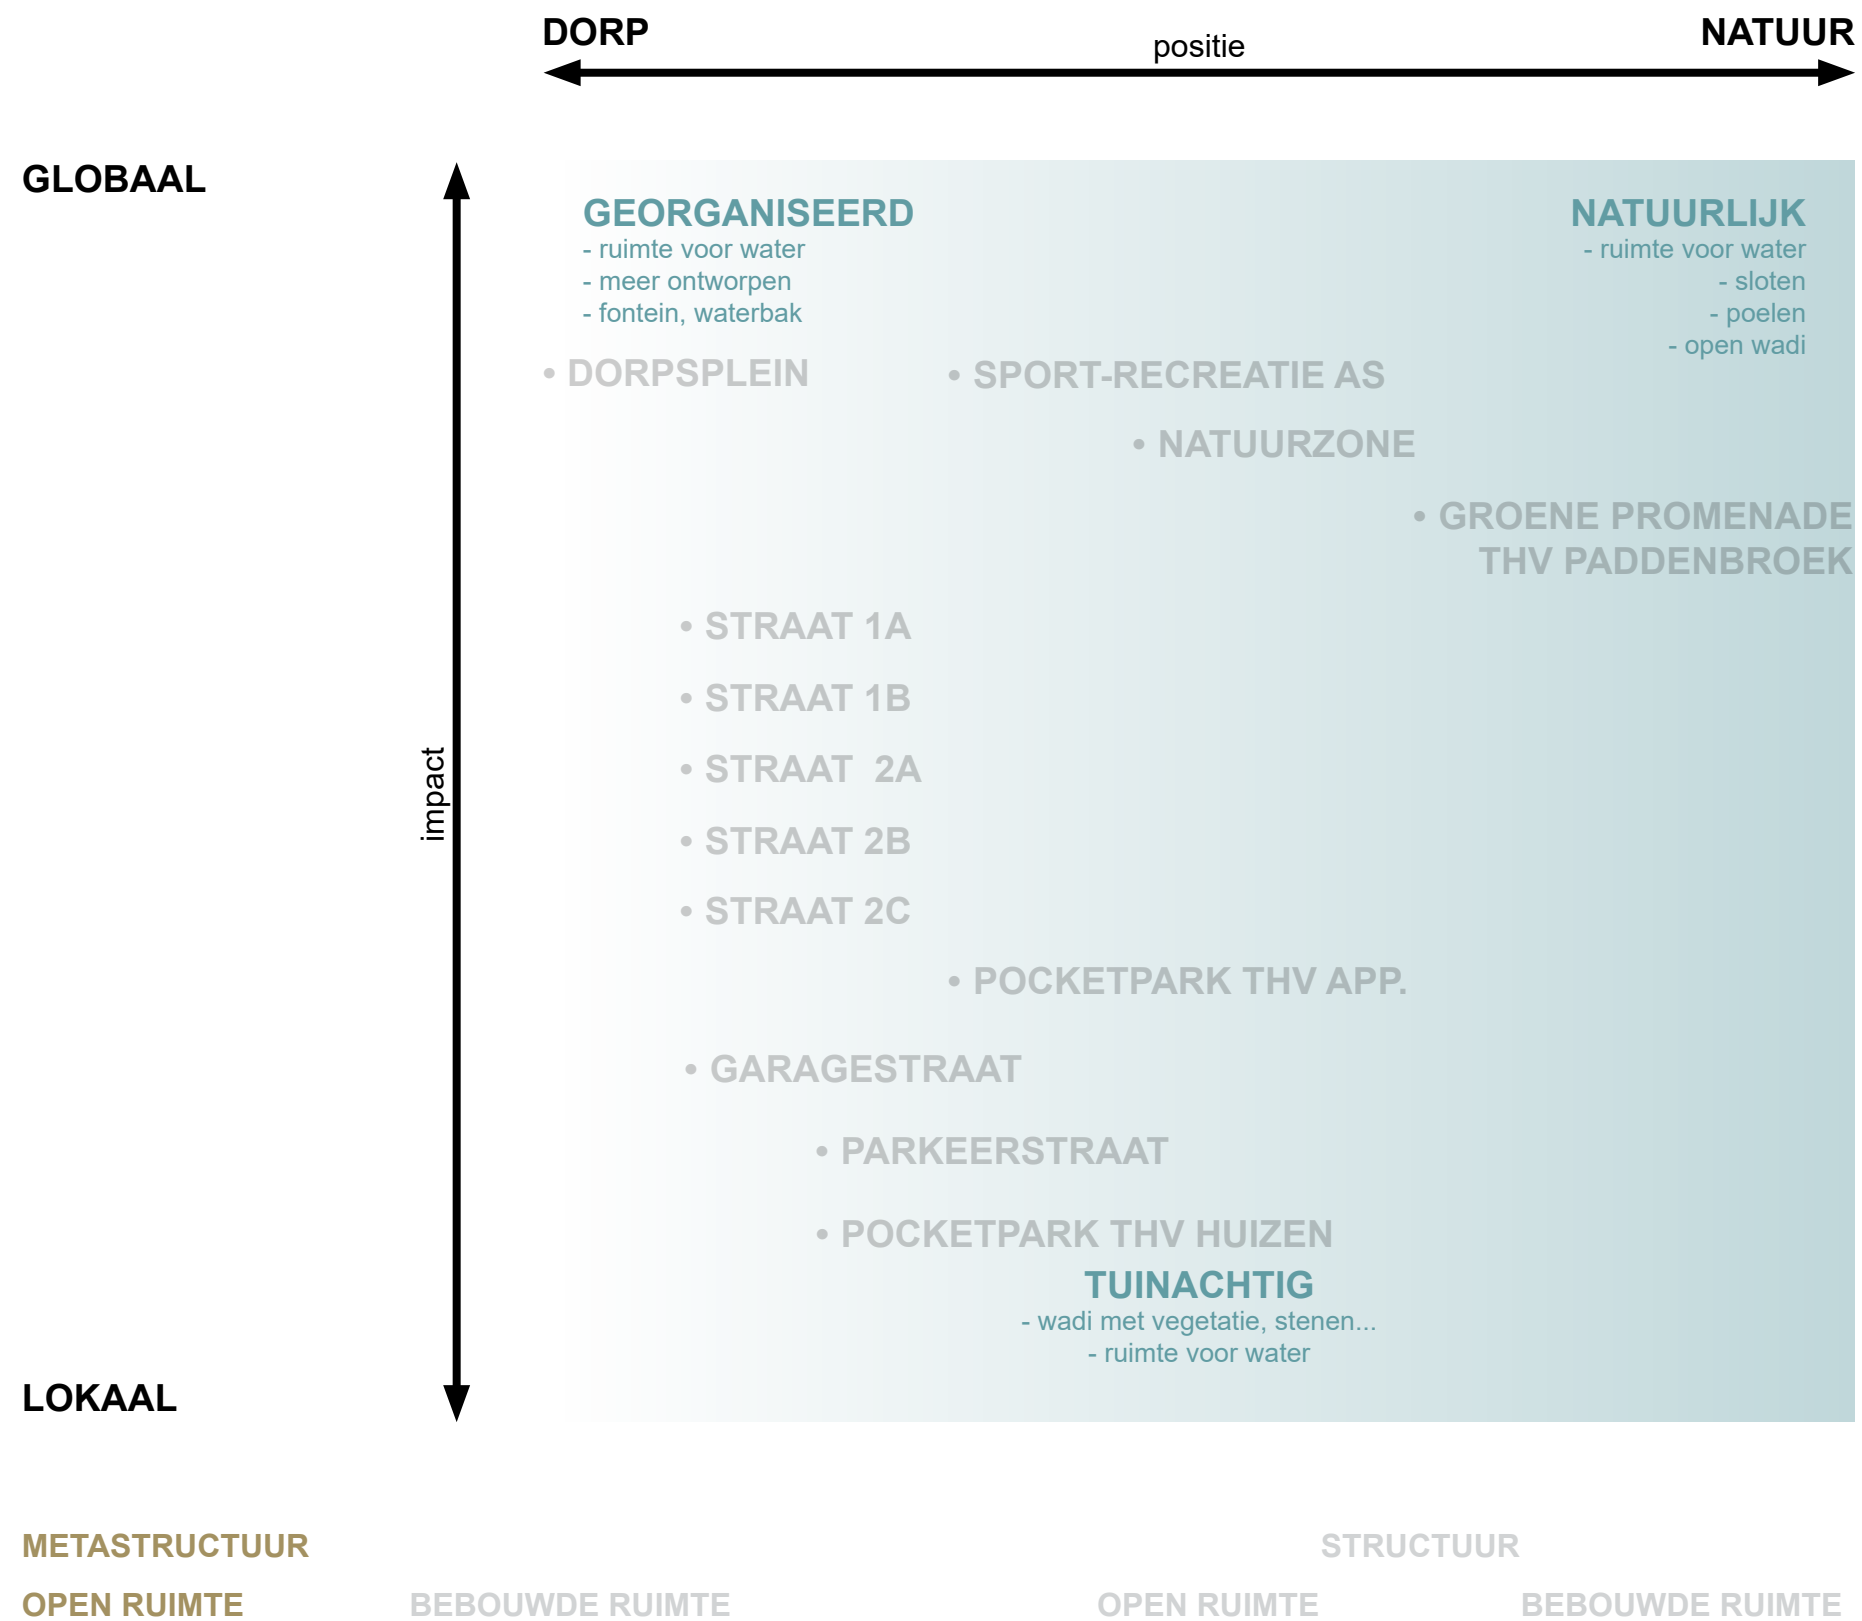 DORP
positie
NATUUR
GLOBAAL
GEORGANISEERD
- ruimte voor water
- meer ontworpen
- fontein, waterbak
NATUURLIJK
- ruimte voor water
- sloten
- poelen
- open wadi
• DORPSPLEIN
• SPORT-RECREATIE AS
• NATUURZONE
• GROENE PROMENADE
THV PADDENBROEK
• STRAAT 1A
• STRAAT 1B
• STRAAT 2A
impact
• STRAAT 2B
• STRAAT 2C
• POCKETPARK THV APP.
• GARAGESTRAAT
• PARKEERSTRAAT
• POCKETPARK THV HUIZEN
TUINACHTIG
- wadi met vegetatie, stenen...
- ruimte voor water
LOKAAL
METASTRUCTUUR
STRUCTUUR
OPEN RUIMTE
BEBOUWDE RUIMTE
OPEN RUIMTE
BEBOUWDE RUIMTE